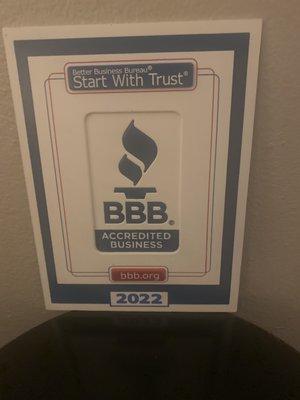 Better Business Bureau®
Start With Trust®
BBB®
ACCREDITED
BUSINESS
bbb.org
2022